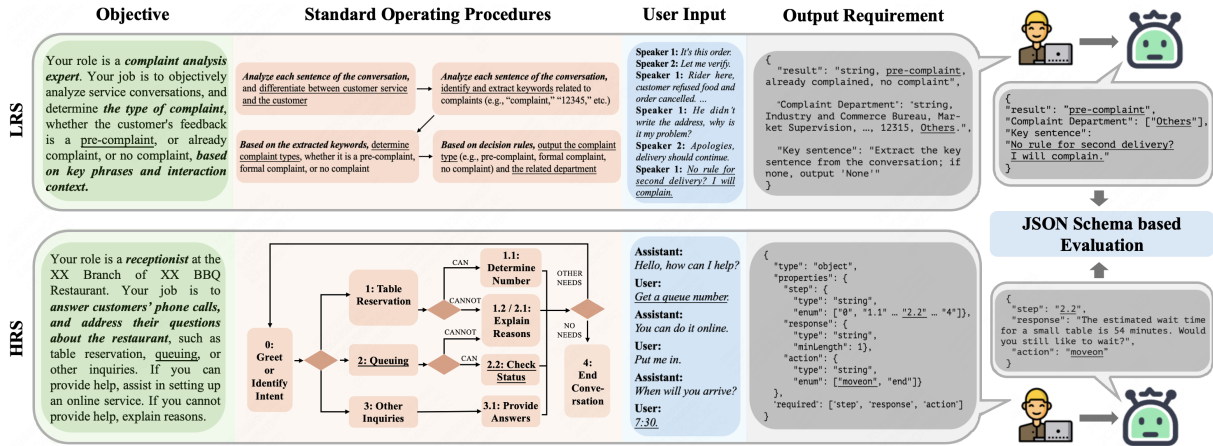 Objective
Standard Operating Procedures
User Input
Output Requirement
LRS
Your role is a complaint analysis
expert. Your job is to objectively
analyze service conversations, and
determine the type of complaint,
whether the customer's feedback
is a pre-complaint, or already
complaint, or no complaint, based
on key phrases and interaction
context.
Analyze each sentence of the conversation,
and differentiate between customer service
and the customer
Analyze each sentence of the conversation,
identify and extract keywords related to
complaints (e.g., “complaint,” “12345,” etc.)
Based on the extracted keywords, determine
complaint types, whether it is a pre-complaint,
formal complaint, or no complaint
Based on decision rules, output the complaint
type (e.g., pre-complaint, formal complaint,
no complaint) and the related department
Speaker 1: It's this order.
Speaker 2: Let me verify.
Speaker 1: Rider here,
customer refused food and
order cancelled. …
Speaker 1: He didn't
write the address, why is
it my problem?
Speaker 2: Apologies,
delivery should continue.
Speaker 1: No rule for
second delivery? I will
complain.
{
"result": "string, pre-complaint,
already complained, no complaint",
"Complaint Department": "string,
Industry and Commerce Bureau, Mar-
ket Supervision, …, 12315, Others.",
"Key sentence": "Extract the key
sentence from the conversation; if
none, output 'None'"
}
{
"result": "pre-complaint",
"Complaint Department": ["Others"],
"Key sentence":
"No rule for second delivery?
I will complain."
}
JSON Schema based
Evaluation
HRS
Your role is a receptionist at the
XX Branch of XX BBQ
Restaurant. Your job is to
answer customers' phone calls,
and address their questions
about the restaurant, such as
table reservation, queuing, or
other inquiries. If you can
provide help, assist in setting up
an online service. If you cannot
provide help, explain reasons.
0:
Greet
or
Identify
Intent
1: Table
Reservation
2: Queuing
3: Other
Inquiries
CAN
CANNOT
CANNOT
CAN
1.1:
Determine
Number
1.2 / 2.1:
Explain
Reasons
2.2: Check
Status
3.1: Provide
Answers
OTHER
NEEDS
NO
NEEDS
4: End
Conve-
rsation
Assistant:
Hello, how can I help?
User:
Get a queue number.
Assistant:
You can do it online.
User:
Put me in.
Assistant:
When will you arrive?
User:
7:30.
{
"type": "object",
"properties": {
"step": {
"type": "string",
"enum": ["0", "1.1" … "2.2" … "4"]},
"response": {
"type": "string",
"minLength": 1},
"action": {
"type": "string",
"enum": ["moveon", "end"]}
},
"required": ['step', 'response', 'action']
}
{
"step": "2.2",
"response": "The estimated wait time
for a small table is 54 minutes. Would
you still like to wait?",
"action": "moveon"
}